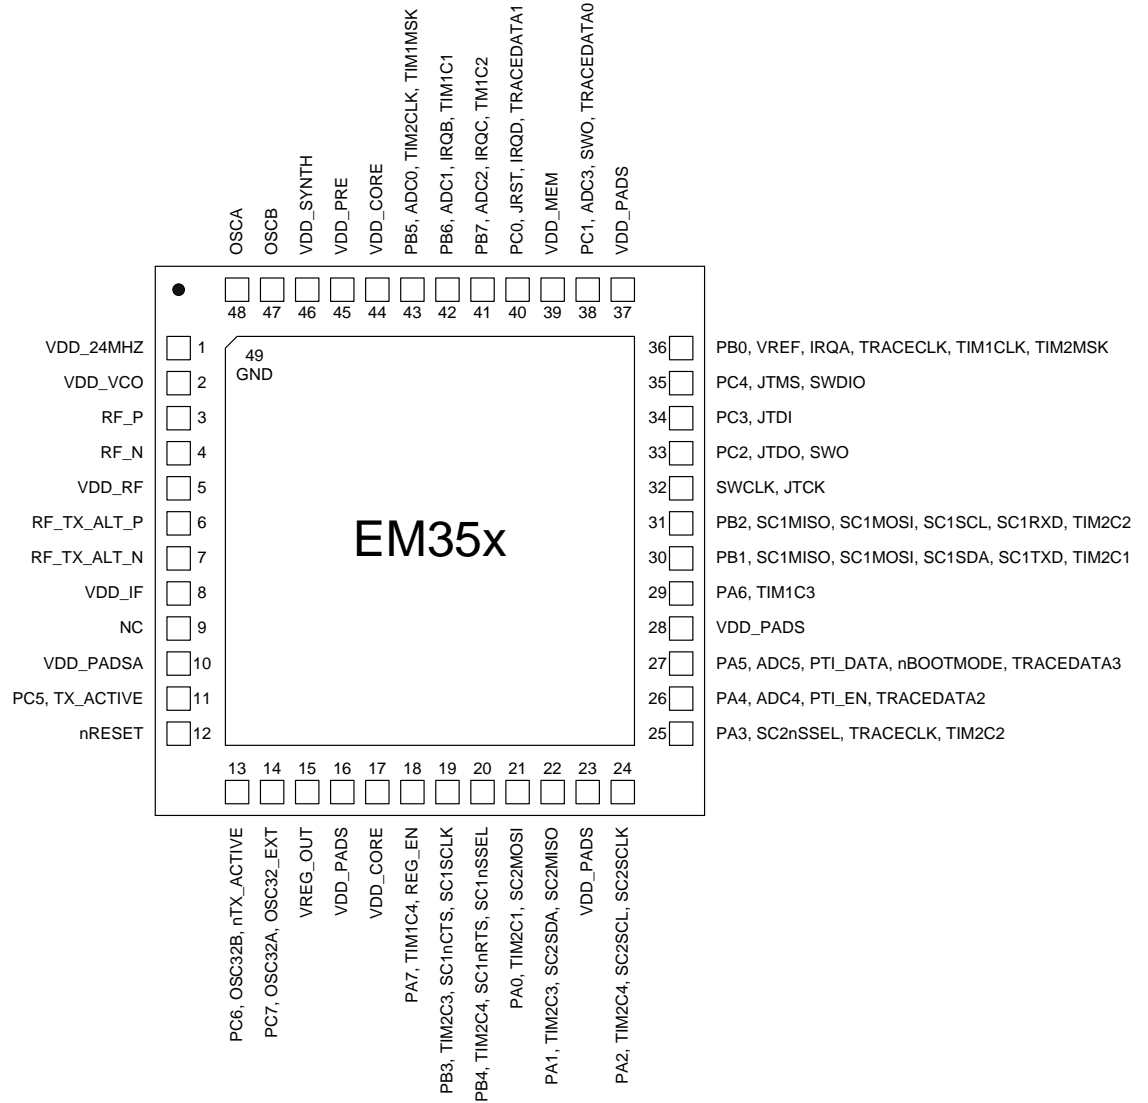 OSCA
OSCB
VDD_SYNTH
VDD_PRE
VDD_CORE
PB5, ADC0, TIM2CLK, TIM1MSK
PB6, ADC1, IRQB, TIM1C1
PB7, ADC2, IRQC, TM1C2
PC0, JRST, IRQD, TRACEDATA1
VDD_MEM
PC1, ADC3, SWO, TRACEDATA0
VDD_PADS
48 47 46 45 44 43 42 41 40 39 38 37
VDD_24MHZ 1
VDD_VCO 2
RF_P 3
RF_N 4
VDD_RF 5
RF_TX_ALT_P 6
RF_TX_ALT_N 7
VDD_IF 8
NC 9
VDD_PADSA 10
PC5, TX_ACTIVE 11
nRESET 12
49
GND
EM35x
36 PB0, VREF, IRQA, TRACECLK, TIM1CLK, TIM2MSK
35 PC4, JTMS, SWDIO
34 PC3, JTDI
33 PC2, JTDO, SWO
32 SWCLK, JTCK
31 PB2, SC1MISO, SC1MOSI, SC1SCL, SC1RXD, TIM2C2
30 PB1, SC1MISO, SC1MOSI, SC1SDA, SC1TXD, TIM2C1
29 PA6, TIM1C3
28 VDD_PADS
27 PA5, ADC5, PTI_DATA, nBOOTMODE, TRACEDATA3
26 PA4, ADC4, PTI_EN, TRACEDATA2
25 PA3, SC2nSSEL, TRACECLK, TIM2C2
13 14 15 16 17 18 19 20 21 22 23 24
PC6, OSC32B, nTX_ACTIVE
PC7, OSC32A, OSC32_EXT
VREG_OUT
VDD_PADS
VDD_CORE
PA7, TIM1C4, REG_EN
PB3, TIM2C3, SC1nCTS, SC1SCLK
PB4, TIM2C4, SC1nRTS, SC1nSSEL
PA0, TIM2C1, SC2MOSI
PA1, TIM2C3, SC2SDA, SC2MISO
VDD_PADS
PA2, TIM2C4, SC2SCL, SC2SCLK